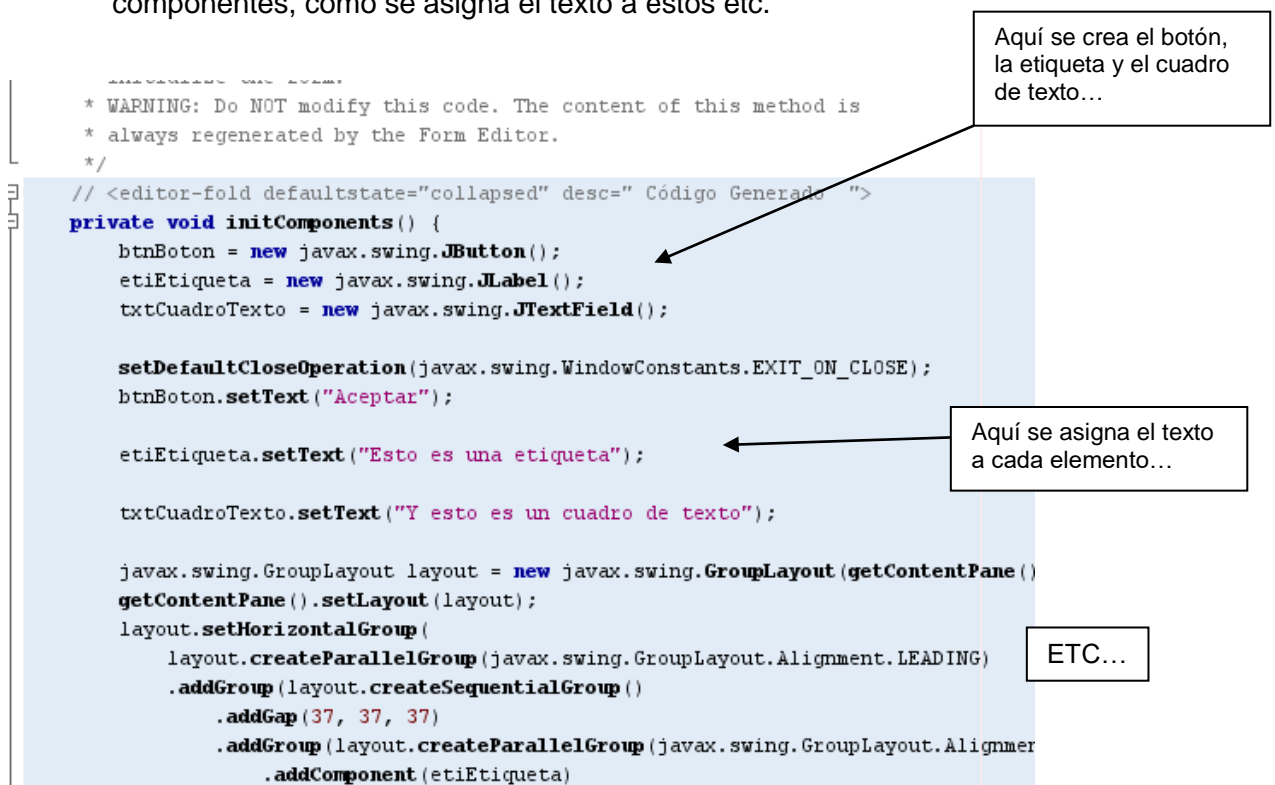 componentes, como se asigna el texto a estos etc.
Aquí se crea el botón,
la etiqueta y el cuadro
de texto…
* WARNING: Do NOT modify this code. The content of this method is
* always regenerated by the Form Editor.
*/
// <editor-fold defaultstate="collapsed" desc=" Código Generado  ">
private void initComponents() {
btnBoton = new javax.swing.JButton();
etiEtiqueta = new javax.swing.JLabel();
txtCuadroTexto = new javax.swing.JTextField();
setDefaultCloseOperation(javax.swing.WindowConstants.EXIT_ON_CLOSE);
btnBoton.setText("Aceptar");
Aquí se asigna el texto
a cada elemento…
etiEtiqueta.setText("Esto es una etiqueta");
txtCuadroTexto.setText("Y esto es un cuadro de texto");
javax.swing.GroupLayout layout = new javax.swing.GroupLayout(getContentPane()
getContentPane().setLayout(layout);
layout.setHorizontalGroup(
layout.createParallelGroup(javax.swing.GroupLayout.Alignment.LEADING)
ETC…
.addGroup(layout.createSequentialGroup()
.addGap(37, 37, 37)
.addGroup(layout.createParallelGroup(javax.swing.GroupLayout.Alignmen
.addComponent(etiEtiqueta)